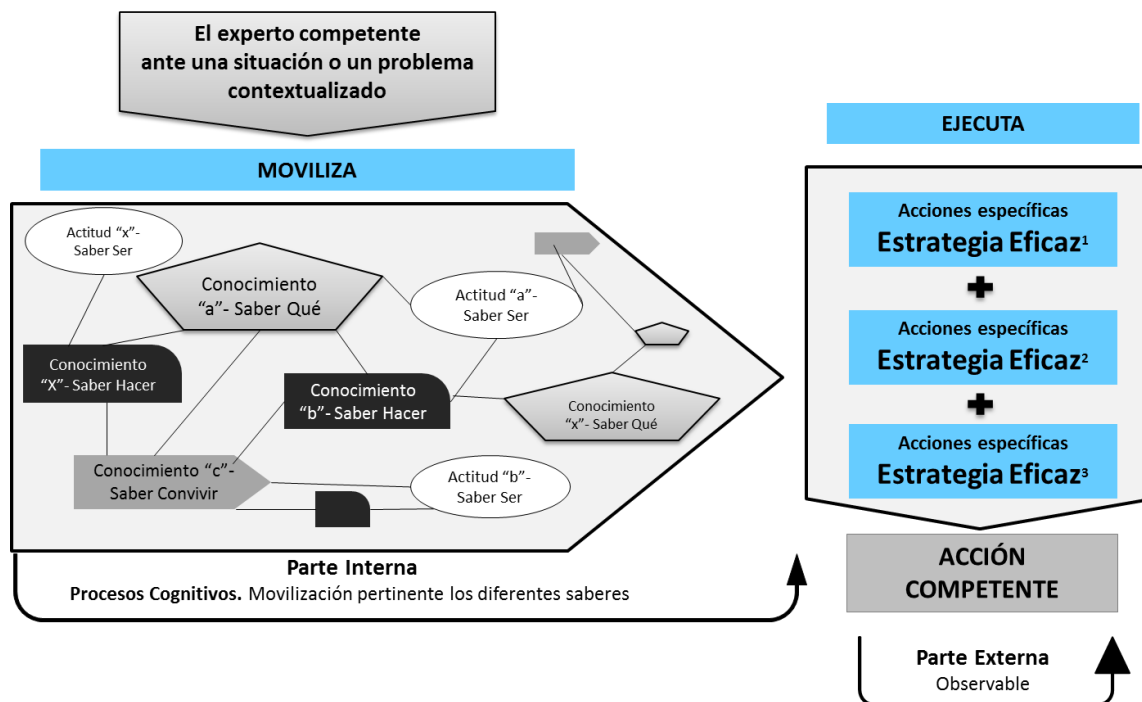 El experto competente
ante una situación o un problema
contextualizado
MOVILIZA
Actitud “x”-
Saber Ser
Conocimiento
“a”- Saber Qué
Actitud “a”-
Saber Ser
Conocimiento
“X”- Saber Hacer
Conocimiento
“b”- Saber Hacer
Conocimiento
“x”- Saber Qué
Conocimiento “c”-
Saber Convivir
Actitud “b”-
Saber Ser
Parte Interna
Procesos Cognitivos. Movilización pertinente los diferentes saberes
EJECUTA
Acciones específicas
Estrategia Eficaz¹
Acciones específicas
Estrategia Eficaz²
Acciones específicas
Estrategia Eficaz³
ACCIÓN
COMPETENTE
Parte Externa
Observable